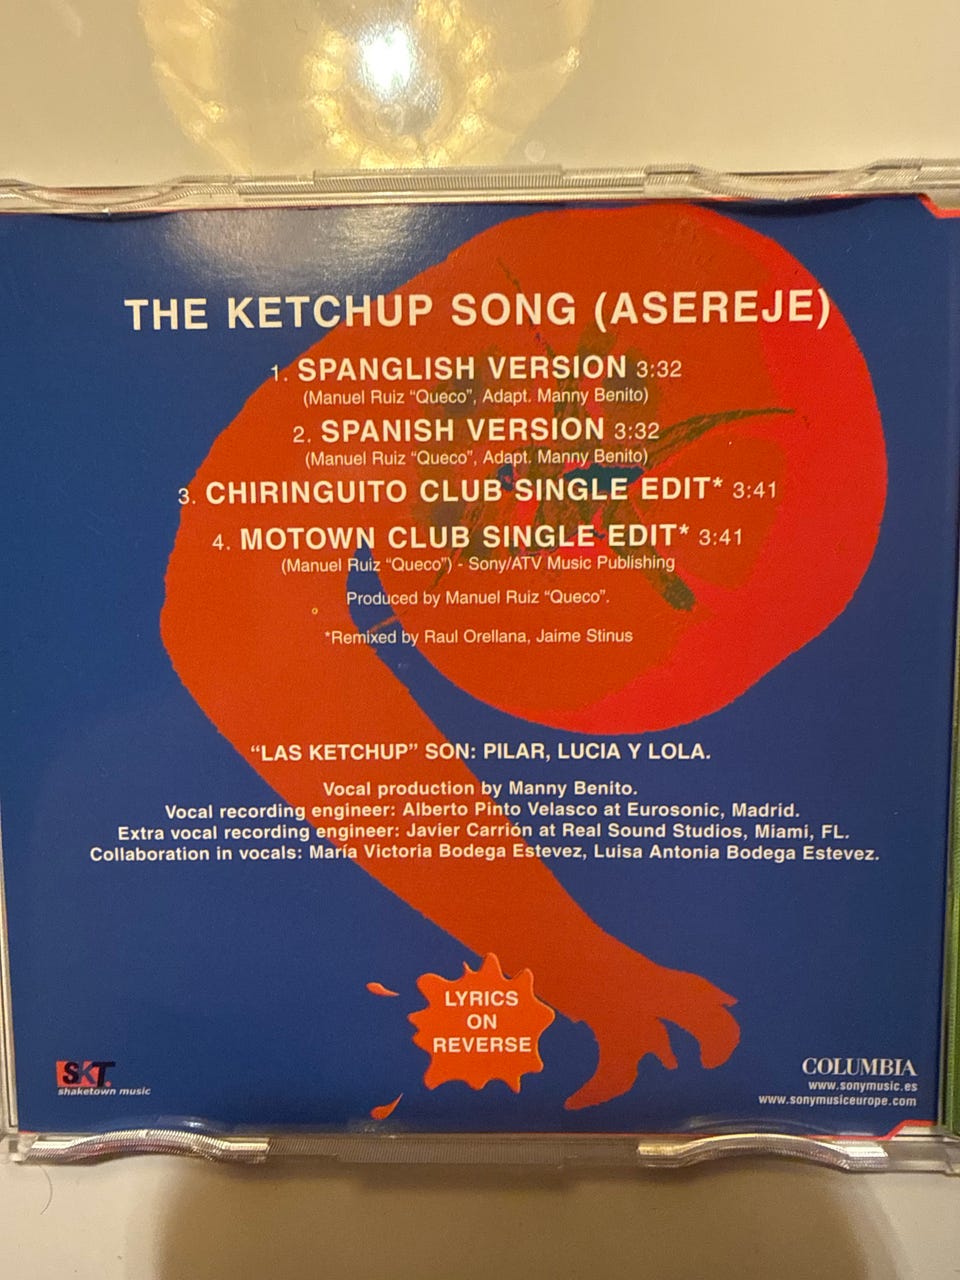 THE KETCHUP SONG (ASEREJE)
1. SPANGLISH VERSION 3:32
(Manuel Ruiz “Queco”, Adapt. Manny Benito)
2. SPANISH VERSION 3:32
(Manuel Ruiz “Queco”, Adapt. Manny Benito)
3. CHIRINGUITO CLUB SINGLE EDIT* 3:41
4. MOTOWN CLUB SINGLE EDIT* 3:41
(Manuel Ruiz “Queco”) - Sony/ATV Music Publishing
Produced by Manuel Ruiz “Queco”.
*Remixed by Raul Orellana, Jaime Stinus
“LAS KETCHUP” SON: PILAR, LUCIA Y LOLA.
Vocal production by Manny Benito.
Vocal recording engineer: Alberto Pinto Velasco at Eurosonic, Madrid.
Extra vocal recording engineer: Javier Carrión at Real Sound Studios, Miami, FL.
Collaboration in vocals: María Victoria Bodega Estevez, Luisa Antonia Bodega Estevez.
LYRICS
ON
REVERSE
SKT.
shaketown music
COLUMBIA
www.sonymusic.es
www.sonymusiceurope.com